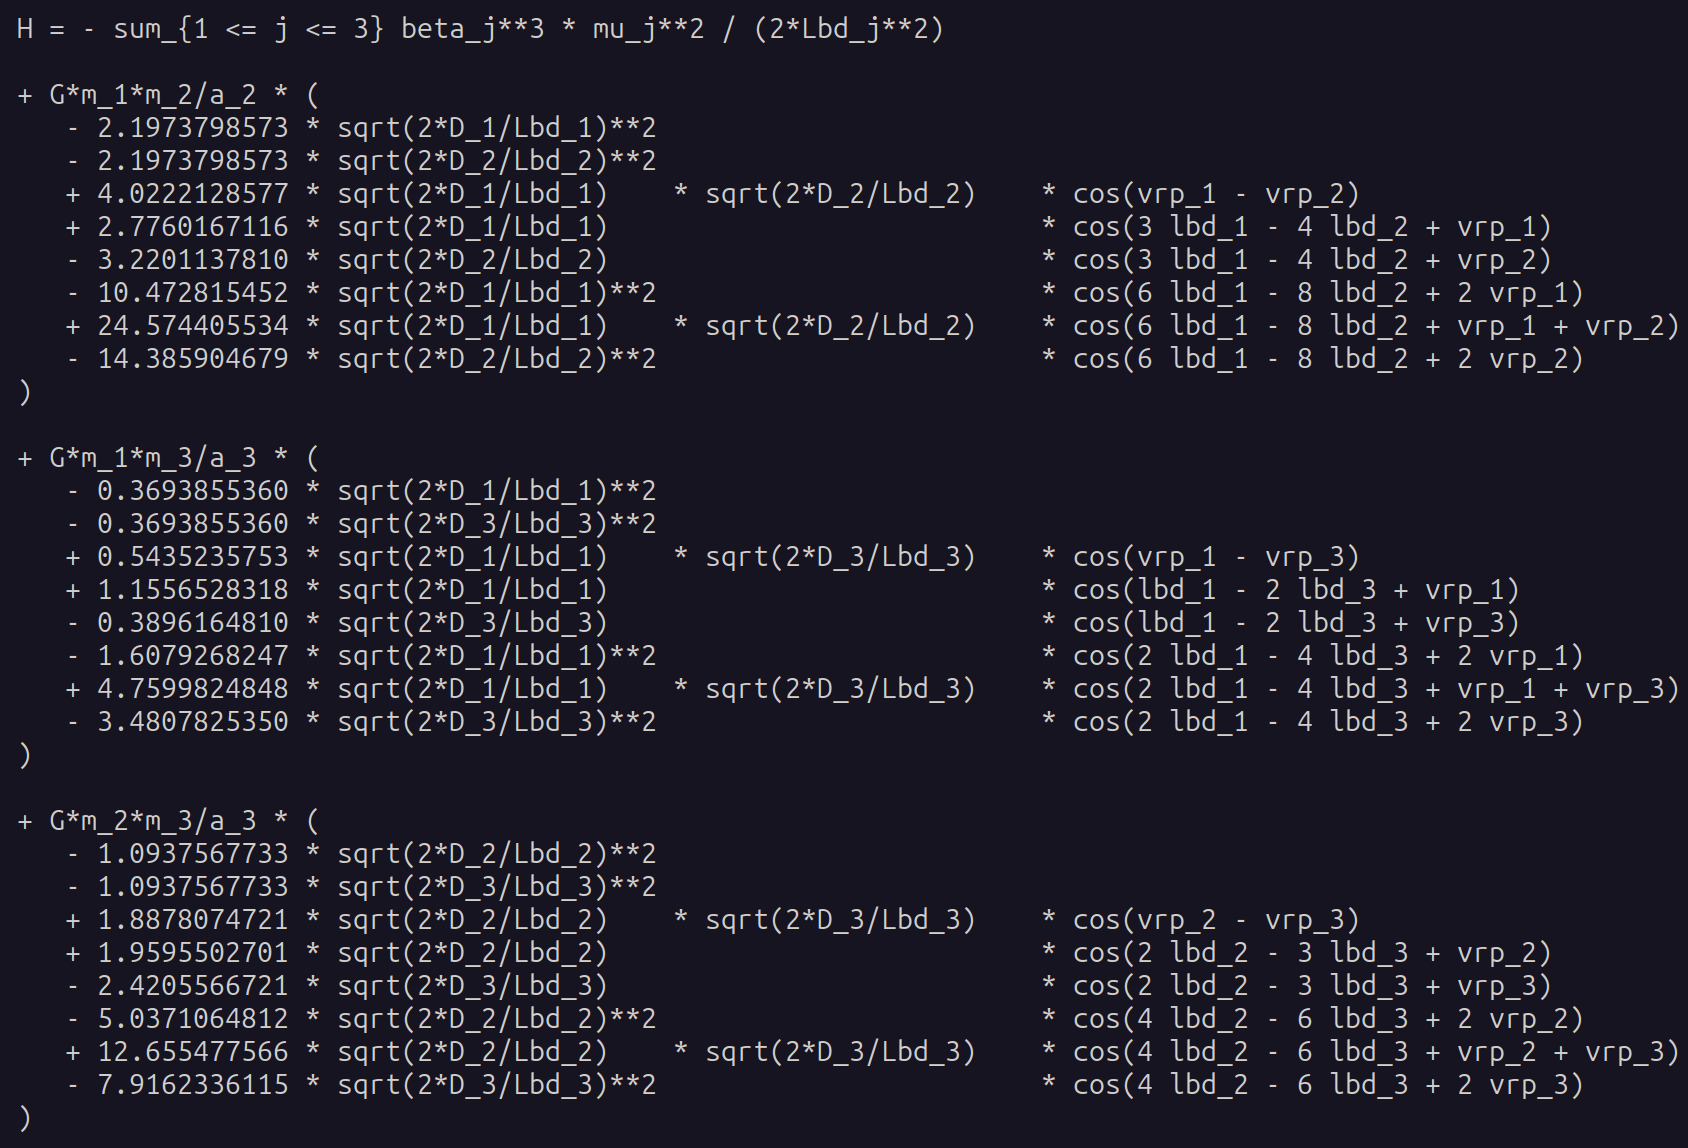 H = - sum_{1 <= j <= 3} beta_j**3 * mu_j**2 / (2*Lbd_j**2)

+ G*m_1*m_2/a_2 * (
   - 2.1973798573 * sqrt(2*D_1/Lbd_1)**2
   - 2.1973798573 * sqrt(2*D_2/Lbd_2)**2
   + 4.0222128577 * sqrt(2*D_1/Lbd_1)    * sqrt(2*D_2/Lbd_2)    * cos(vrp_1 - vrp_2)
   + 2.7760167116 * sqrt(2*D_1/Lbd_1)                           * cos(3 lbd_1 - 4 lbd_2 + vrp_1)
   - 3.2201137810 * sqrt(2*D_2/Lbd_2)                           * cos(3 lbd_1 - 4 lbd_2 + vrp_2)
   - 10.472815452 * sqrt(2*D_1/Lbd_1)**2                        * cos(6 lbd_1 - 8 lbd_2 + 2 vrp_1)
   + 24.574405534 * sqrt(2*D_1/Lbd_1)    * sqrt(2*D_2/Lbd_2)    * cos(6 lbd_1 - 8 lbd_2 + vrp_1 + vrp_2)
   - 14.385904679 * sqrt(2*D_2/Lbd_2)**2                        * cos(6 lbd_1 - 8 lbd_2 + 2 vrp_2)
)

+ G*m_1*m_3/a_3 * (
   - 0.3693855360 * sqrt(2*D_1/Lbd_1)**2
   - 0.3693855360 * sqrt(2*D_3/Lbd_3)**2
   + 0.5435235753 * sqrt(2*D_1/Lbd_1)    * sqrt(2*D_3/Lbd_3)    * cos(vrp_1 - vrp_3)
   + 1.1556528318 * sqrt(2*D_1/Lbd_1)                           * cos(lbd_1 - 2 lbd_3 + vrp_1)
   - 0.3896164810 * sqrt(2*D_3/Lbd_3)                           * cos(lbd_1 - 2 lbd_3 + vrp_3)
   - 1.6079268247 * sqrt(2*D_1/Lbd_1)**2                        * cos(2 lbd_1 - 4 lbd_3 + 2 vrp_1)
   + 4.7599824848 * sqrt(2*D_1/Lbd_1)    * sqrt(2*D_3/Lbd_3)    * cos(2 lbd_1 - 4 lbd_3 + vrp_1 + vrp_3)
   - 3.4807825350 * sqrt(2*D_3/Lbd_3)**2                        * cos(2 lbd_1 - 4 lbd_3 + 2 vrp_3)
)

+ G*m_2*m_3/a_3 * (
   - 1.0937567733 * sqrt(2*D_2/Lbd_2)**2
   - 1.0937567733 * sqrt(2*D_3/Lbd_3)**2
   + 1.8878074721 * sqrt(2*D_2/Lbd_2)    * sqrt(2*D_3/Lbd_3)    * cos(vrp_2 - vrp_3)
   + 1.9595502701 * sqrt(2*D_2/Lbd_2)                           * cos(2 lbd_2 - 3 lbd_3 + vrp_2)
   - 2.4205566721 * sqrt(2*D_3/Lbd_3)                           * cos(2 lbd_2 - 3 lbd_3 + vrp_3)
   - 5.0371064812 * sqrt(2*D_2/Lbd_2)**2                        * cos(4 lbd_2 - 6 lbd_3 + 2 vrp_2)
   + 12.655477566 * sqrt(2*D_2/Lbd_2)    * sqrt(2*D_3/Lbd_3)    * cos(4 lbd_2 - 6 lbd_3 + vrp_2 + vrp_3)
   - 7.9162336115 * sqrt(2*D_3/Lbd_3)**2                        * cos(4 lbd_2 - 6 lbd_3 + 2 vrp_3)
)